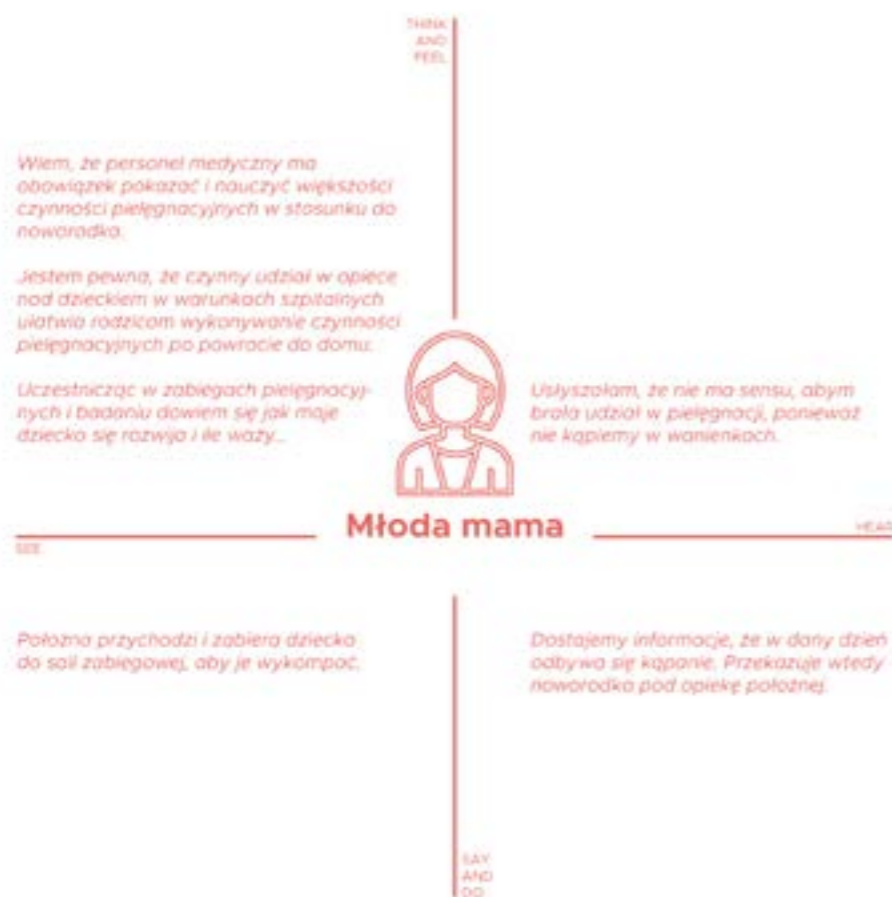 THINK
AND
FEEL
Wiem, że personel medyczny ma
obowiązek pokazać i nauczyć większości
czynności pielęgnacyjnych w stosunku do
noworodka.
Jestem pewna, że czynny udział w opiece
nad dzieckiem w warunkach szpitalnych
ułatwia rodzicom wykonywanie czynności
pielęgnacyjnych po powrocie do domu.
Uczestnicząc w zabiegach pielęgnacyj-
nych i badaniu dowiem się jak moje
dziecko się rozwija i ile waży...
Usłyszałam, że nie ma sensu, abym
brała udział w pielęgnacji, ponieważ
nie kąpiemy w wanienkach.
Młoda mama
SEE
HEAR
Położna przychodzi i zabiera dziecko
do sali zabiegowej, aby je wykompać.
Dostajemy informacje, że w dany dzień
odbywa się kąpanie. Przekazuje wtedy
noworodka pod opiekę położnej.
SAY
AND
DO